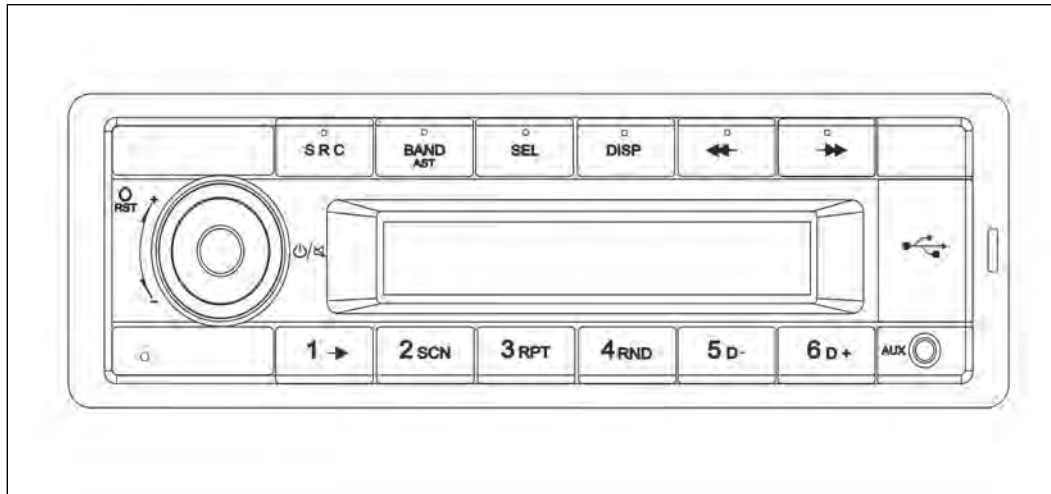 SRC BAND SEL DISP
AST
RST
+
-
1 2 SCN 3 RPT 4 RND 5 D- 6 D+ AUX